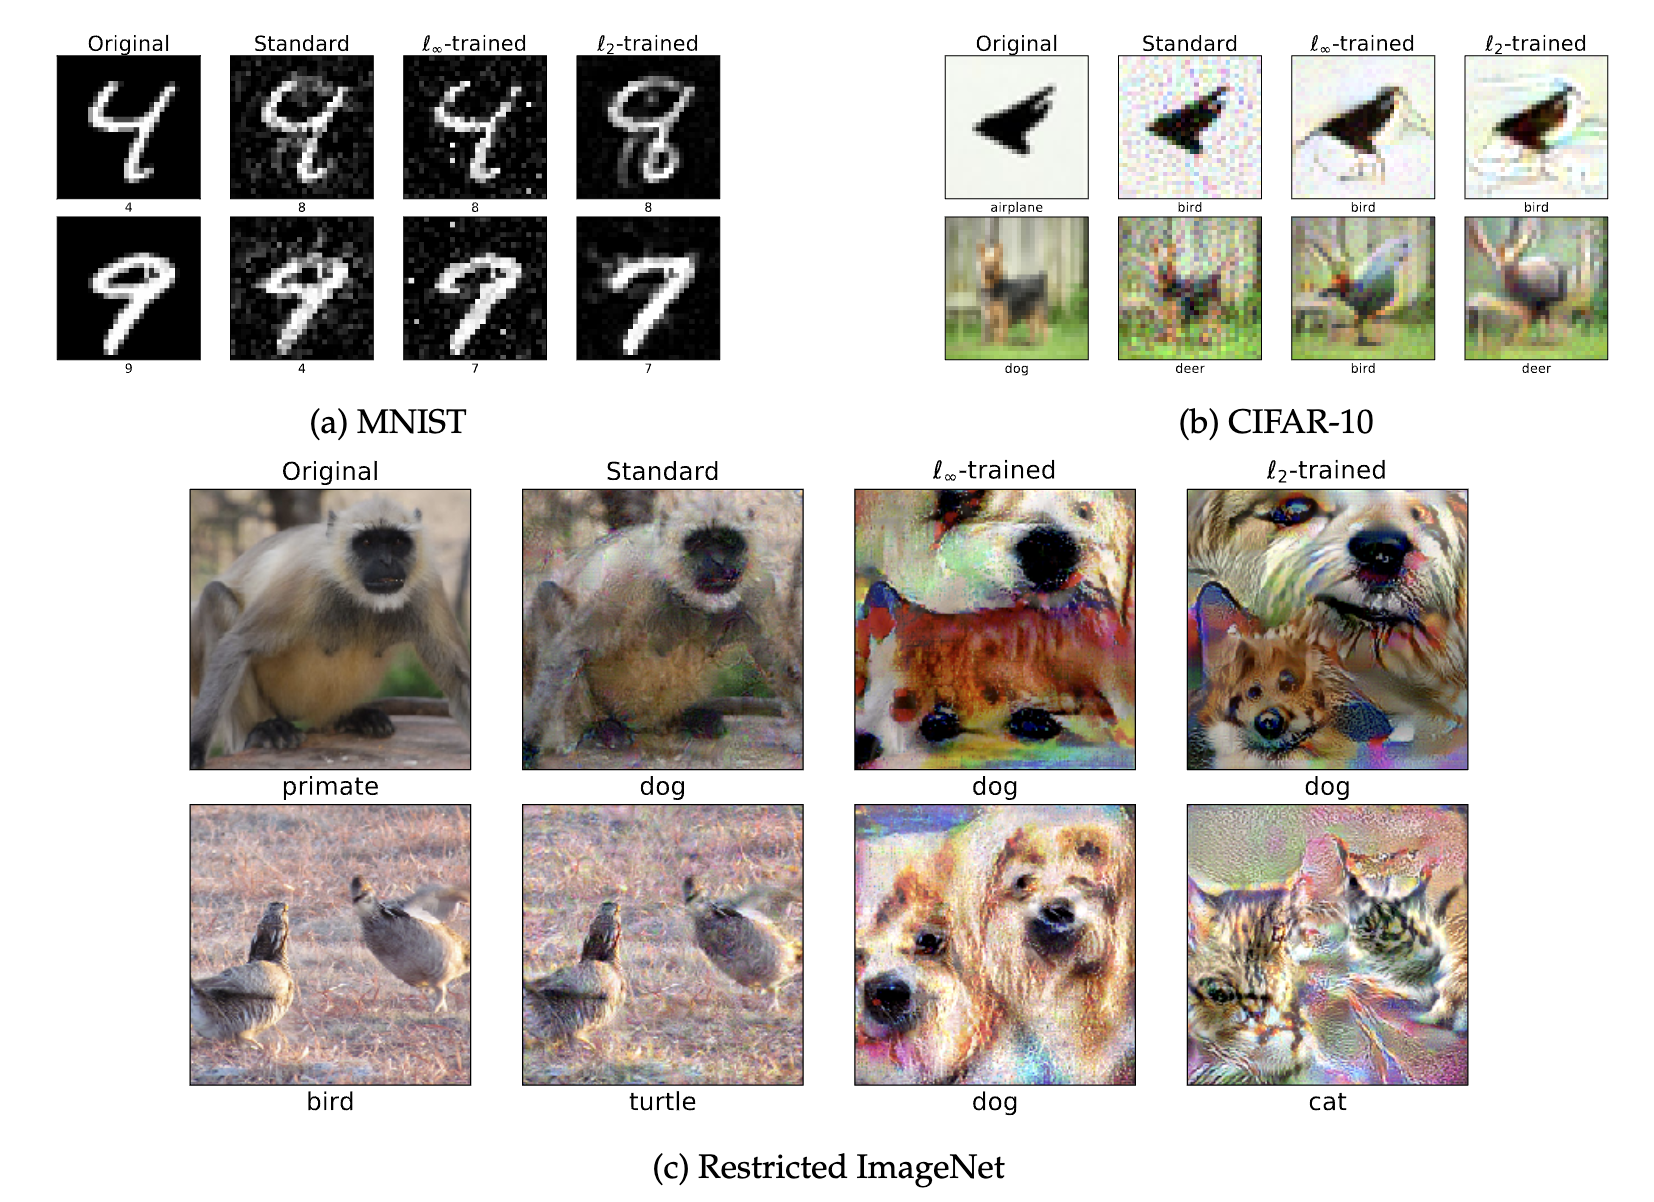 Original Standard ℓ∞-trained ℓ2-trained
4 8 8 8
9 4 7 7
(a) MNIST
Original Standard ℓ∞-trained ℓ2-trained
airplane bird bird bird
dog deer bird deer
(b) CIFAR-10
Original Standard ℓ∞-trained ℓ2-trained
primate dog dog dog
bird turtle dog cat
(c) Restricted ImageNet